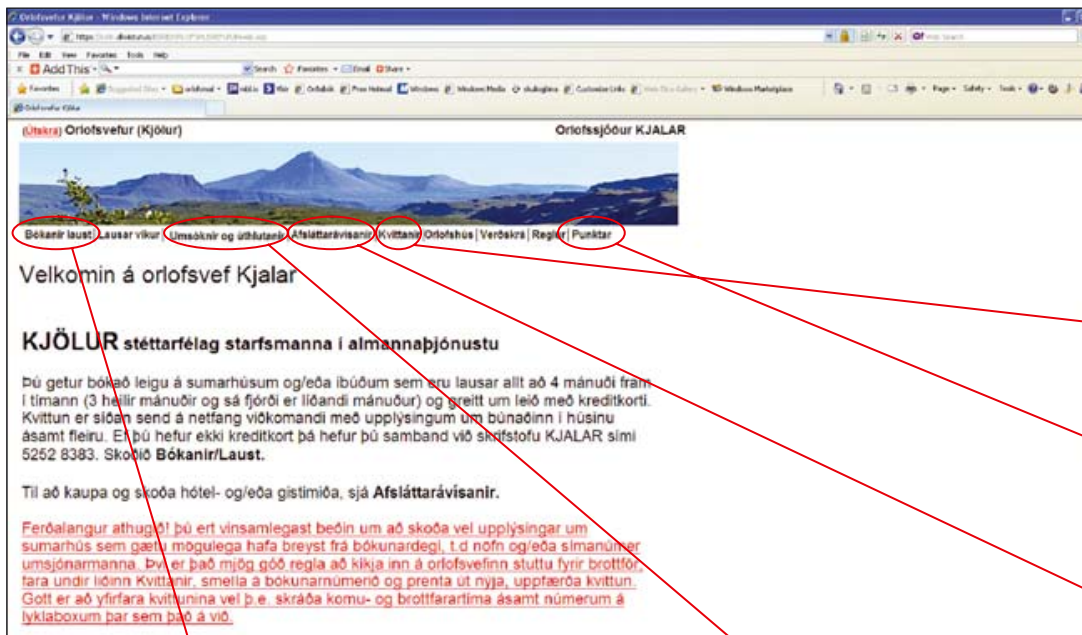 Orlofsvefur Kjölur - Windows Internet Explorer
File Edit View Favorites Tools Help
AddThis Search Favorites Email Share
Favorites
Page Safety Tools
(Útskrá) Orlofsvefur (Kjölur) Orlofssjóður KJALAR
Bókanir laust| Lausar vikur| Umsóknir og úthlutanir| Afsláttarávísanir| Kvittanir| Orlofshús| Verðskrá| Reglur| Punktar
Velkomin á orlofsvef Kjalar
KJÖLUR stéttarfélag starfsmanna í almannaþjónustu
Þú getur bókað leigu á sumarhúsum og/eða íbúðum sem eru lausar allt að 4 mánuði fram
í tímann (3 heilir mánuðir og sá fjórði er líðandi mánuður) og greitt um leið með kreditkorti.
Kvittun er síðan send á netfang viðkomandi með upplýsingum um búnaðinn í húsinu
ásamt fleiru. Ef þú hefur ekki kreditkort þá hefur þú samband við skrifstofu KJALAR sími
5252 8383. Skoðið Bókanir/Laust.
Til að kaupa og skoða hótel- og/eða gistimiða, sjá Afsláttarávísanir.
Ferðalangur athugið! þú ert vinsamlegast beðin um að skoða vel upplýsingar um
sumarhús sem gætu mögulega hafa breyst frá bókunardegi, t.d nöfn og/eða símanúmer
umsjónarmanna. Því er það mjög góð regla að kíkja inn á orlofsvefinn stuttu fyrir brottför,
fara undir liðinn Kvittanir, smella á bókunarnúmerið og prenta út nýja, uppfærða kvittun.
Gott er að yfirfara kvittunina vel þ.e. skráða komu- og brottfarartíma ásamt númerum á
lyklaboxum þar sem það á við.